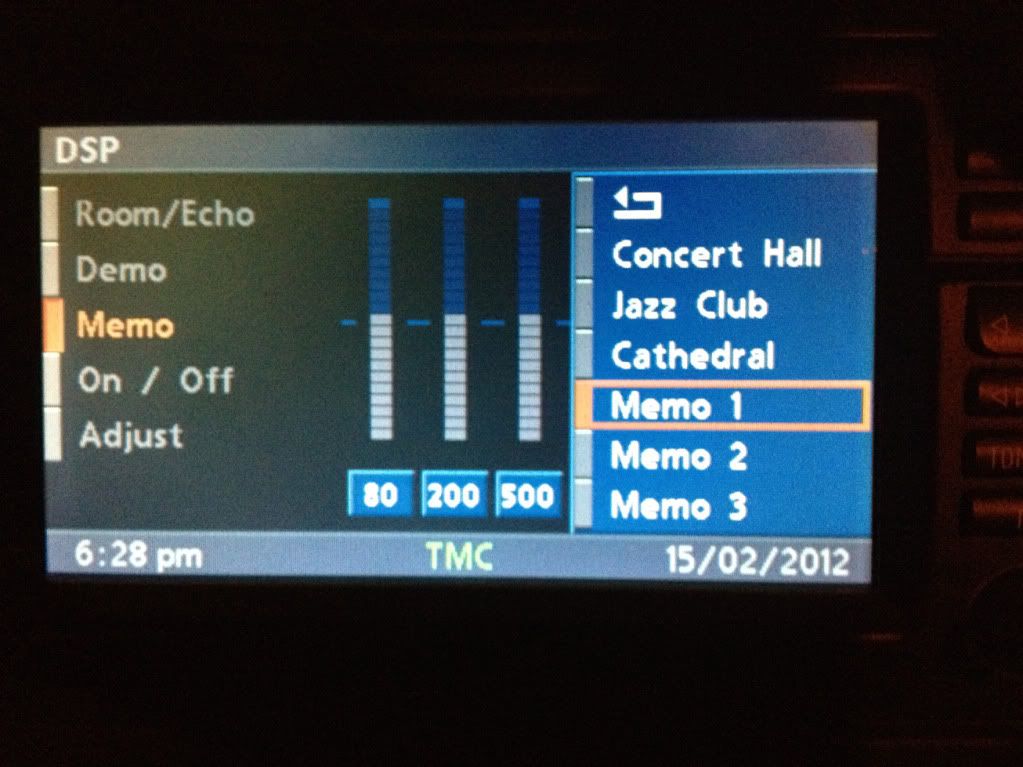 DSP
Room/Echo
Demo
Memo
On / Off
Adjust
80 200 500
Concert Hall
Jazz Club
Cathedral
Memo 1
Memo 2
Memo 3
6:28 pm TMC 15/02/2012